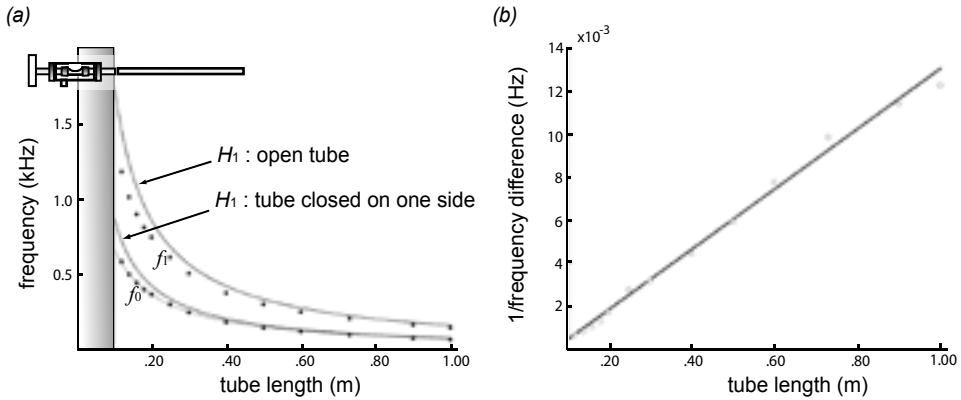 (a)
frequency (kHz)
1.5
1.0
0.5
H1 : open tube
H1 : tube closed on one side
f1
f0
.20 .40 .60 .80 1.00
tube length (m)
(b)
x10-3
1/frequency difference (Hz)
14
12
10
8
6
4
2
.20 .40 .60 .80 1.00
tube length (m)